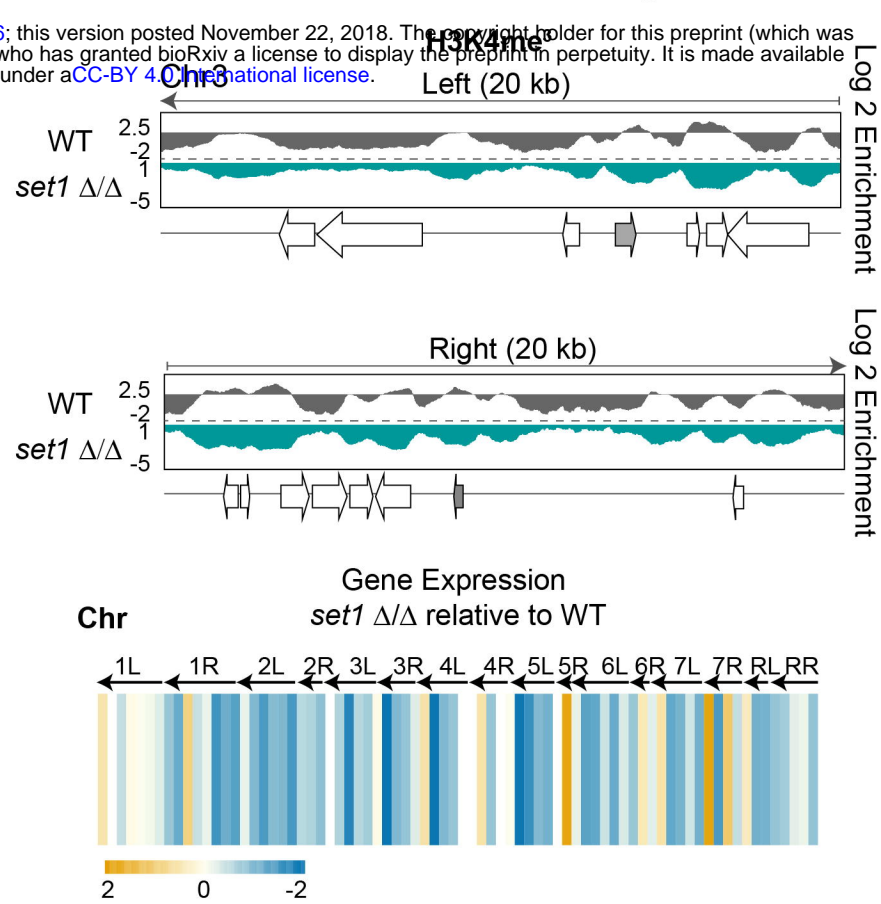 6; this version posted November 22, 2018. The copyright holder for this preprint (which was
who has granted bioRxiv a license to display the preprint in perpetuity. It is made available
under aCC-BY 4.0 International license.
H3K4me3
Chr3
Left (20 kb)
WT
2.5
-2
set1 Δ/Δ
1
-5
Log 2 Enrichment
Right (20 kb)
WT
2.5
-2
set1 Δ/Δ
1
-5
Log 2 Enrichment
Gene Expression
set1 Δ/Δ relative to WT
Chr
1L 1R 2L 2R 3L 3R 4L 4R 5L 5R 6L 6R 7L 7R RL RR
2 0 -2